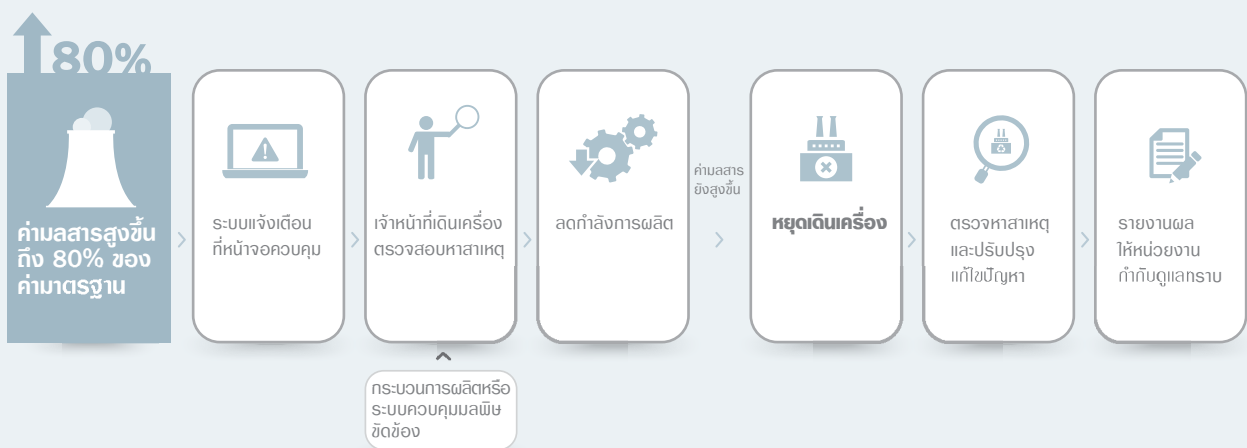 80%
ค่ามลสารสูงขึ้น
ถึง 80% ของ
ค่ามาตรฐาน
ระบบแจ้งเตือน
ที่หน้าจอควบคุม
เจ้าหน้าที่เดินเครื่อง
ตรวจสอบหาสาเหตุ
กระบวนการผลิตหรือ
ระบบควบคุมมลพิษ
ขัดข้อง
ลดกำลังการผลิต
ค่ามลสาร
ยังสูงขึ้น
หยุดเดินเครื่อง
ตรวจหาสาเหตุ
และปรับปรุง
แก้ไขปัญหา
รายงานผล
ให้หน่วยงาน
กำกับดูแลทราบ